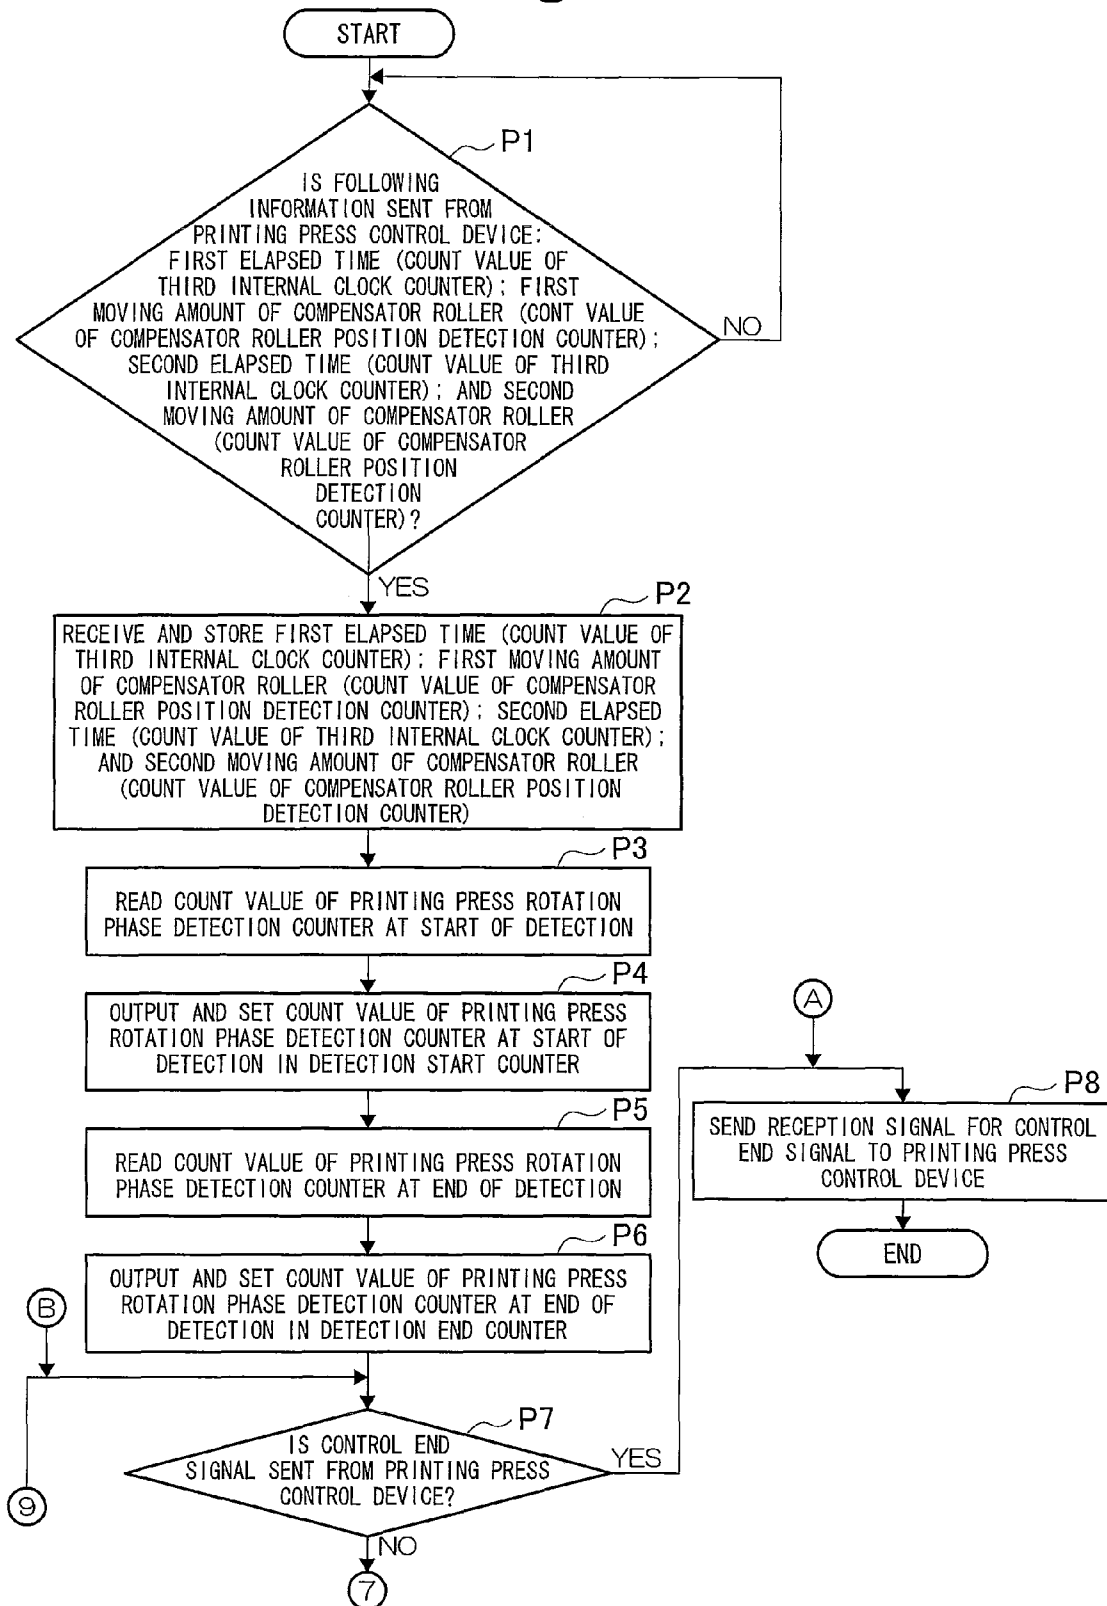 START
P1
IS FOLLOWING
INFORMATION SENT FROM
PRINTING PRESS CONTROL DEVICE:
FIRST ELAPSED TIME (COUNT VALUE OF
THIRD INTERNAL CLOCK COUNTER); FIRST
MOVING AMOUNT OF COMPENSATOR ROLLER (CONT VALUE
OF COMPENSATOR ROLLER POSITION DETECTION COUNTER);
SECOND ELAPSED TIME (COUNT VALUE OF THIRD
INTERNAL CLOCK COUNTER); AND SECOND
MOVING AMOUNT OF COMPENSATOR ROLLER
(COUNT VALUE OF COMPENSATOR
ROLLER POSITION
DETECTION
COUNTER)?
NO
YES
P2
RECEIVE AND STORE FIRST ELAPSED TIME (COUNT VALUE OF
THIRD INTERNAL CLOCK COUNTER); FIRST MOVING AMOUNT
OF COMPENSATOR ROLLER (COUNT VALUE OF COMPENSATOR
ROLLER POSITION DETECTION COUNTER); SECOND ELAPSED
TIME (COUNT VALUE OF THIRD INTERNAL CLOCK COUNTER);
AND SECOND MOVING AMOUNT OF COMPENSATOR ROLLER
(COUNT VALUE OF COMPENSATOR ROLLER POSITION
DETECTION COUNTER)
P3
READ COUNT VALUE OF PRINTING PRESS ROTATION
PHASE DETECTION COUNTER AT START OF DETECTION
P4
OUTPUT AND SET COUNT VALUE OF PRINTING PRESS
ROTATION PHASE DETECTION COUNTER AT START OF
DETECTION IN DETECTION START COUNTER
P5
READ COUNT VALUE OF PRINTING PRESS ROTATION
PHASE DETECTION COUNTER AT END OF DETECTION
P6
OUTPUT AND SET COUNT VALUE OF PRINTING PRESS
ROTATION PHASE DETECTION COUNTER AT END OF
DETECTION IN DETECTION END COUNTER
B
9
P7
IS CONTROL END
SIGNAL SENT FROM PRINTING PRESS
CONTROL DEVICE?
YES
NO
7
A
P8
SEND RECEPTION SIGNAL FOR CONTROL
END SIGNAL TO PRINTING PRESS
CONTROL DEVICE
END